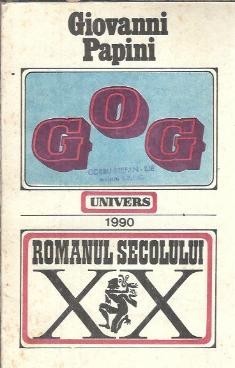 Giovanni
Papini
GOG
UNIVERS
1990
ROMANUL SECOLULUI
XX